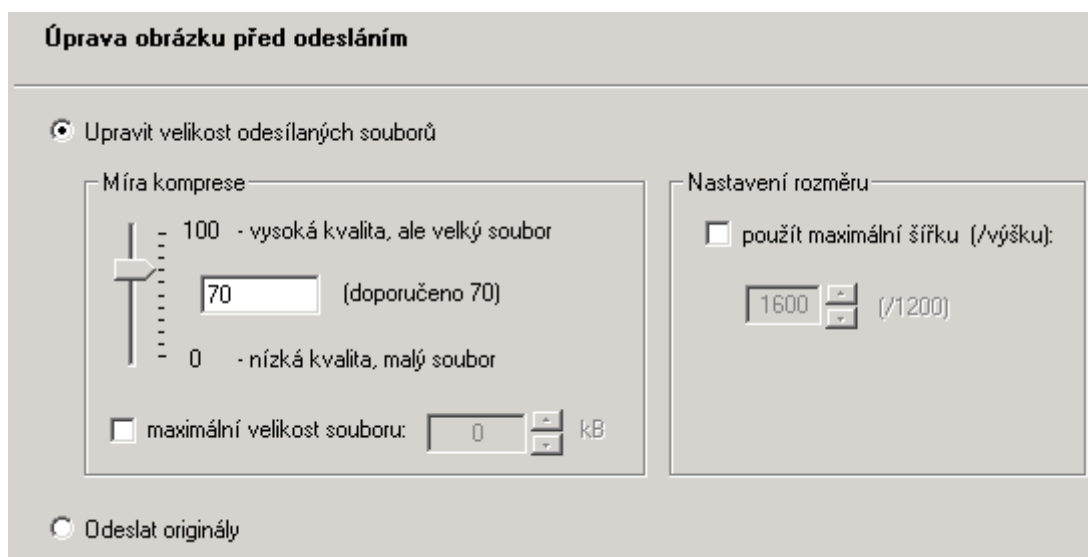 Úprava obrázku před odesláním
Upravit velikost odesílaných souborů
Míra komprese
100 - vysoká kvalita, ale velký soubor
70 (doporučeno 70)
0 - nízká kvalita, malý soubor
maximální velikost souboru: 0 kB
Nastavení rozměru
použít maximální šířku (/výšku):
1600 (/1200)
Odeslat originály